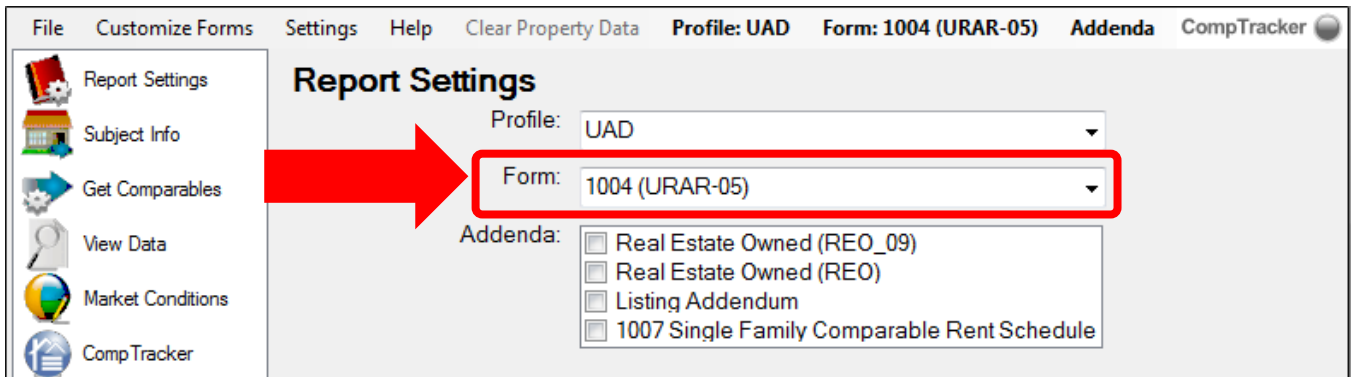 File Customize Forms Settings Help Clear Property Data Profile: UAD Form: 1004 (URAR-05) Addenda CompTracker
Report Settings
Subject Info
Get Comparables
View Data
Market Conditions
CompTracker
Report Settings
Profile: UAD
Form: 1004 (URAR-05)
Addenda: Real Estate Owned (REO_09)
Real Estate Owned (REO)
Listing Addendum
1007 Single Family Comparable Rent Schedule